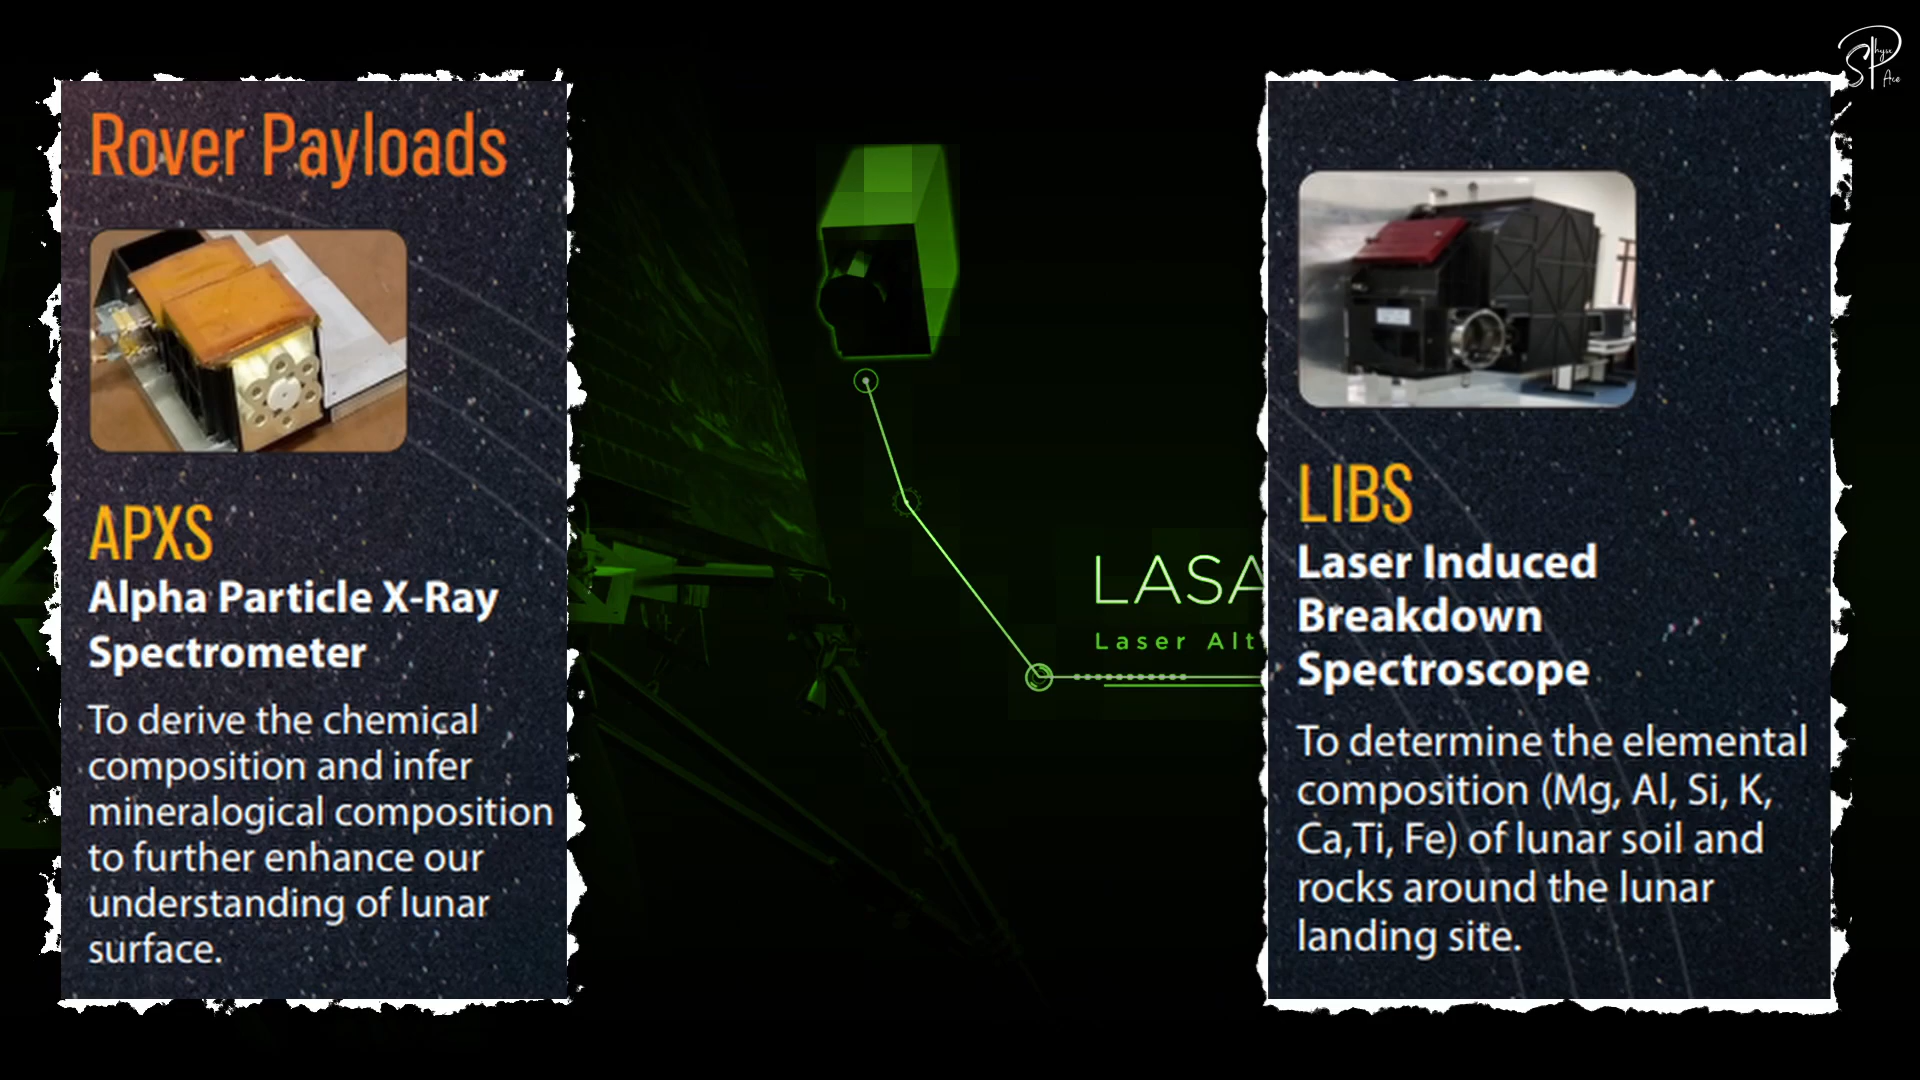 Rover Payloads
APXS
Alpha Particle X-Ray
Spectrometer
To derive the chemical
composition and infer
mineralogical composition
to further enhance our
understanding of lunar
surface.
LASA
Laser Alt
LIBS
Laser Induced
Breakdown
Spectroscope
To determine the elemental
composition (Mg, Al, Si, K,
Ca,Ti, Fe) of lunar soil and
rocks around the lunar
landing site.